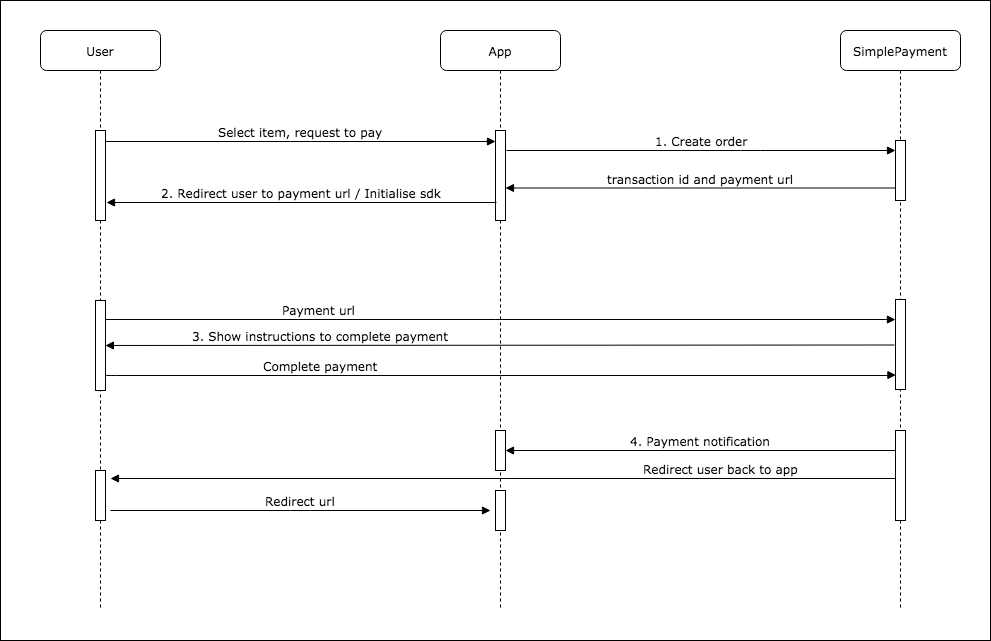 User
App
SimplePayment
Select item, request to pay
1. Create order
transaction id and payment url
2. Redirect user to payment url / Initialise sdk
Payment url
3. Show instructions to complete payment
Complete payment
4. Payment notification
Redirect user back to app
Redirect url